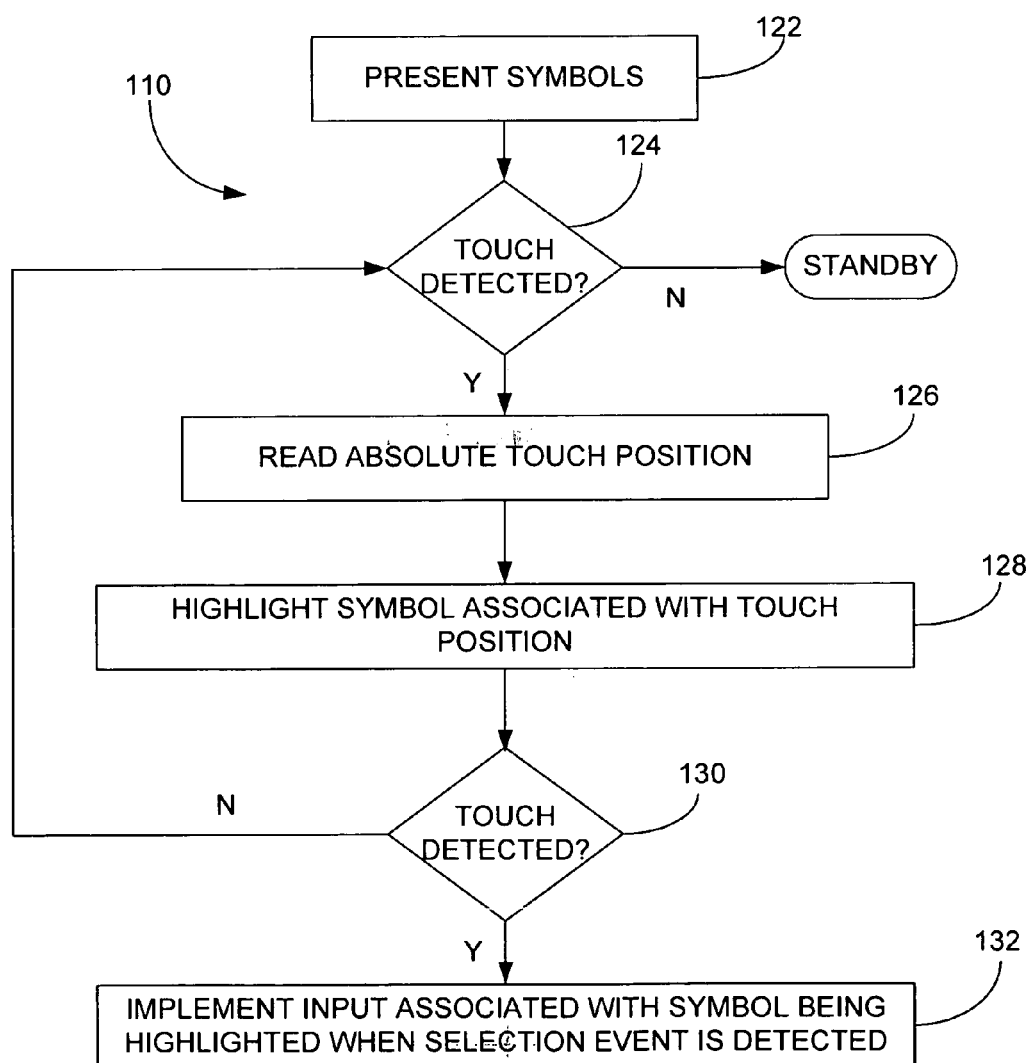 122
PRESENT SYMBOLS
110
124
TOUCH
DETECTED?
STANDBY
N
Y
126
READ ABSOLUTE TOUCH POSITION
128
HIGHLIGHT SYMBOL ASSOCIATED WITH TOUCH
POSITION
130
N
TOUCH
DETECTED?
Y
132
IMPLEMENT INPUT ASSOCIATED WITH SYMBOL BEING
HIGHLIGHTED WHEN SELECTION EVENT IS DETECTED